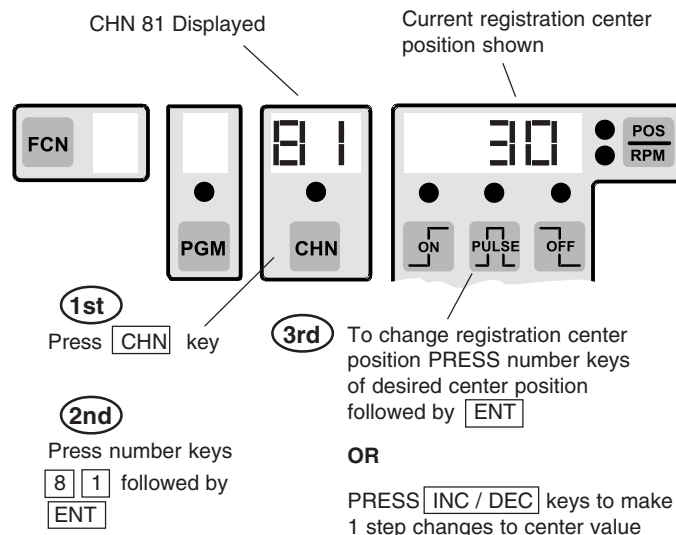 CHN 81 Displayed
Current registration center
position shown
FCN
81
30
POS
RPM
PGM
CHN
ON
PULSE
OFF
1st
Press CHN key
2nd
Press number keys
8 1 followed by
ENT
3rd
To change registration center
position PRESS number keys
of desired center position
followed by ENT
OR
PRESS INC / DEC keys to make
1 step changes to center value